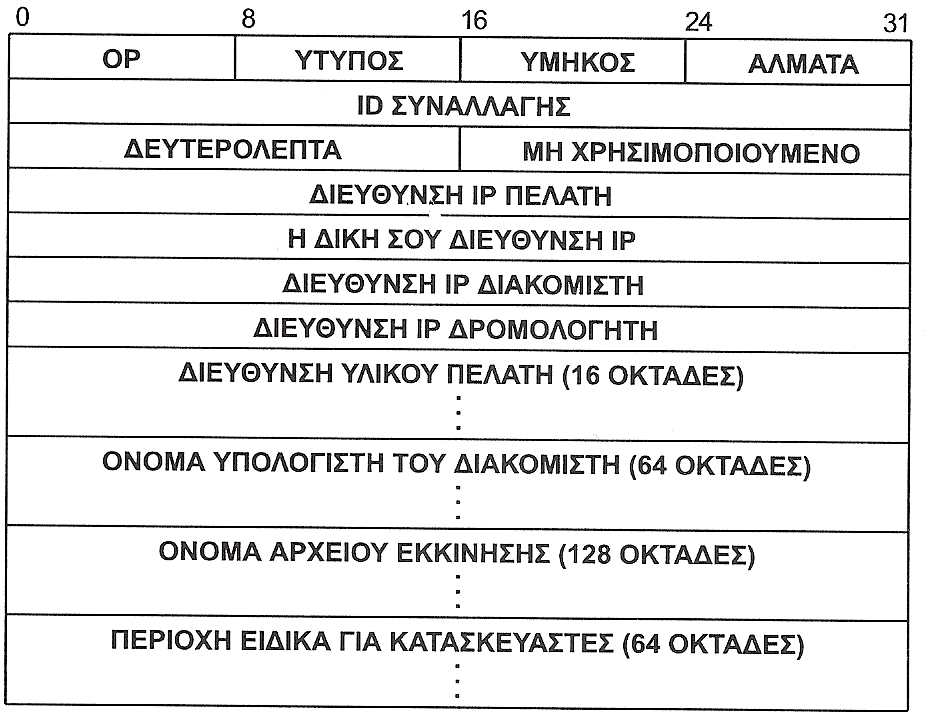 0 8 16 24 31
OP ΥΤΥΠΟΣ ΥΜΗΚΟΣ ΑΛΜΑΤΑ
ID ΣΥΝΑΛΛΑΓΗΣ
ΔΕΥΤΕΡΟΛΕΠΤΑ ΜΗ ΧΡΗΣΙΜΟΠΟΙΟΥΜΕΝΟ
ΔΙΕΥΘΥΝΣΗ IP ΠΕΛΑΤΗ
Η ΔΙΚΗ ΣΟΥ ΔΙΕΥΘΥΝΣΗ IP
ΔΙΕΥΘΥΝΣΗ IP ΔΙΑΚΟΜΙΣΤΗ
ΔΙΕΥΘΥΝΣΗ IP ΔΡΟΜΟΛΟΓΗΤΗ
ΔΙΕΥΘΥΝΣΗ ΥΛΙΚΟΥ ΠΕΛΑΤΗ (16 ΟΚΤΑΔΕΣ)
ΟΝΟΜΑ ΥΠΟΛΟΓΙΣΤΗ ΤΟΥ ΔΙΑΚΟΜΙΣΤΗ (64 ΟΚΤΑΔΕΣ)
ΟΝΟΜΑ ΑΡΧΕΙΟΥ ΕΚΚΙΝΗΣΗΣ (128 ΟΚΤΑΔΕΣ)
ΠΕΡΙΟΧΗ ΕΙΔΙΚΑ ΓΙΑ ΚΑΤΑΣΚΕΥΑΣΤΕΣ (64 ΟΚΤΑΔΕΣ)